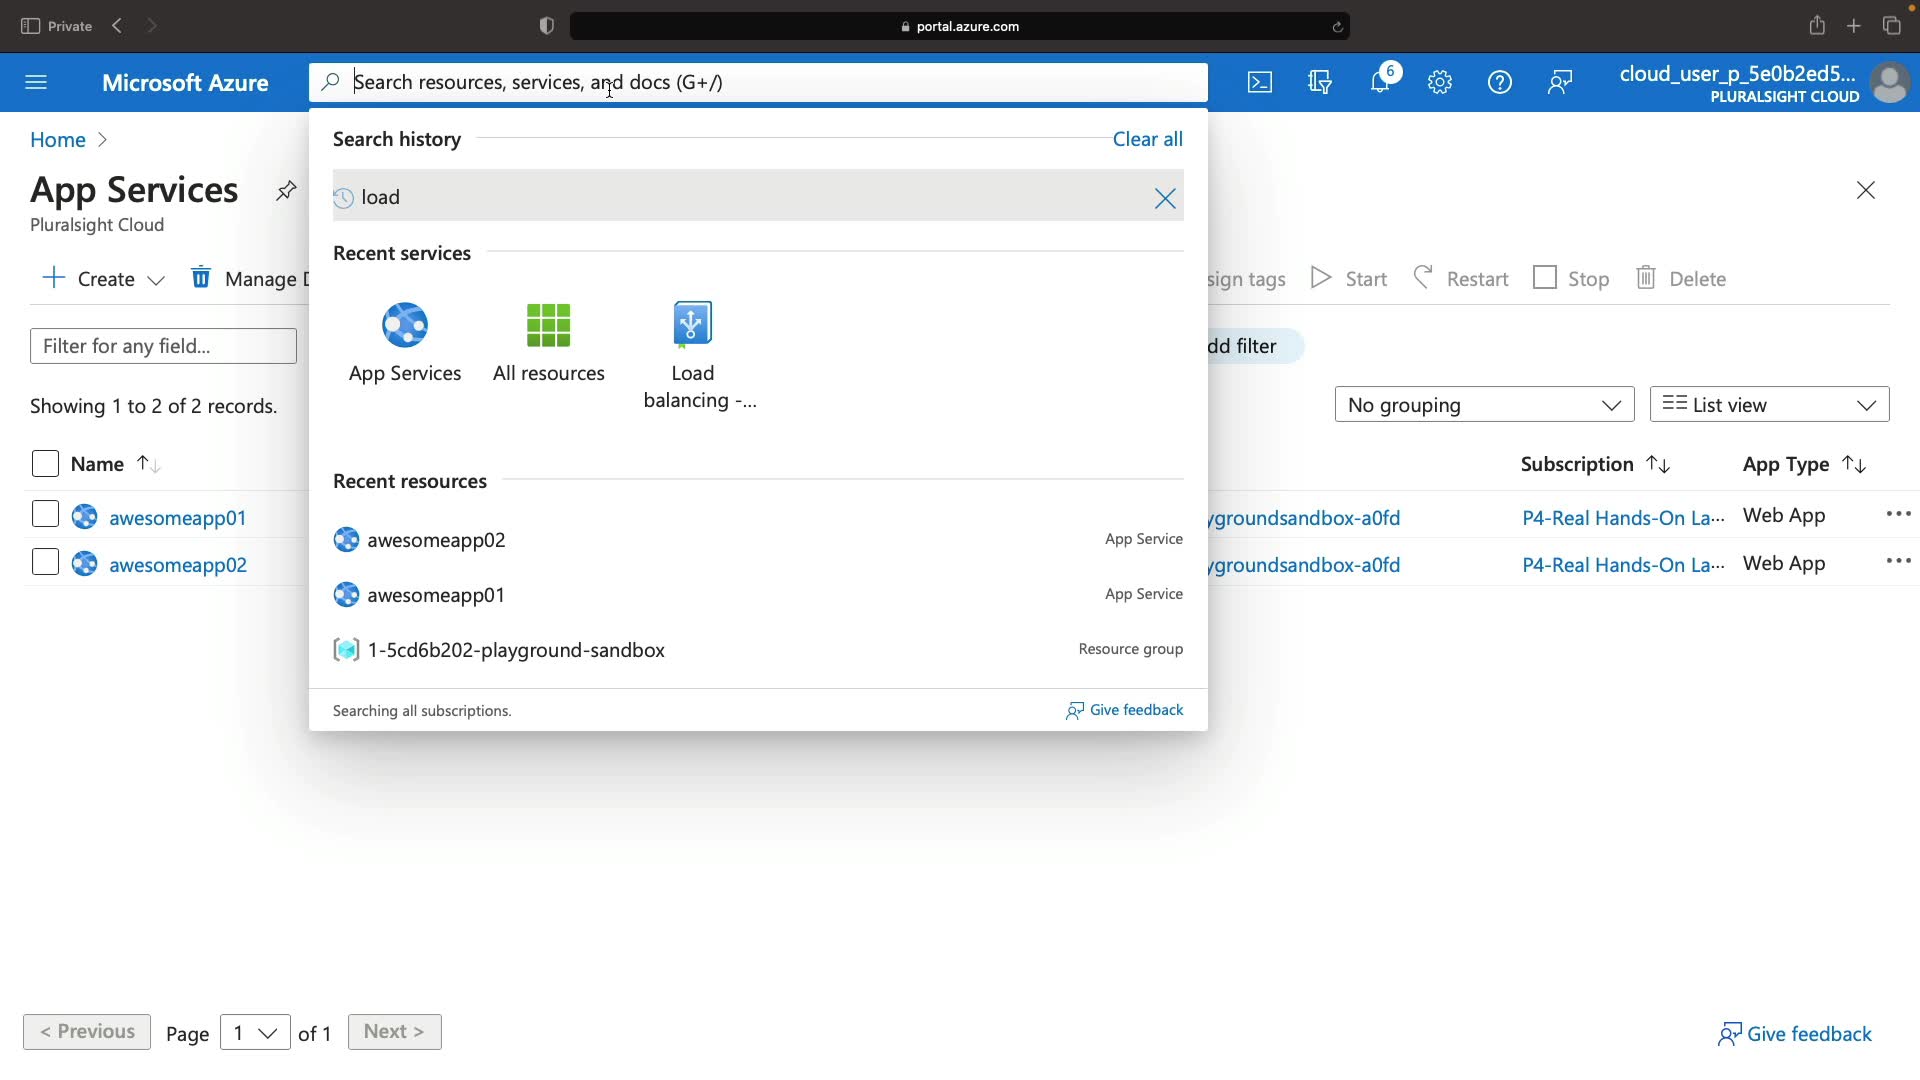 Private
portal.azure.com
Microsoft Azure
Search resources, services, and docs (G+/)
6
cloud_user_p_5e0b2ed5...
PLURALSIGHT CLOUD
Home
App Services
Pluralsight Cloud
Search history
Clear all
load
Recent services
App Services
All resources
Load
balancing -...
Recent resources
awesomeapp02
App Service
awesomeapp01
App Service
1-5cd6b202-playground-sandbox
Resource group
Searching all subscriptions.
Give feedback
Create
Manage D
sign tags
Start
Restart
Stop
Delete
Filter for any field...
dd filter
Showing 1 to 2 of 2 records.
No grouping
List view
Name
Subscription
App Type
awesomeapp01
ygroundsandbox-a0fd
P4-Real Hands-On La...
Web App
awesomeapp02
ygroundsandbox-a0fd
P4-Real Hands-On La...
Web App
< Previous
Page
1
of 1
Next >
Give feedback